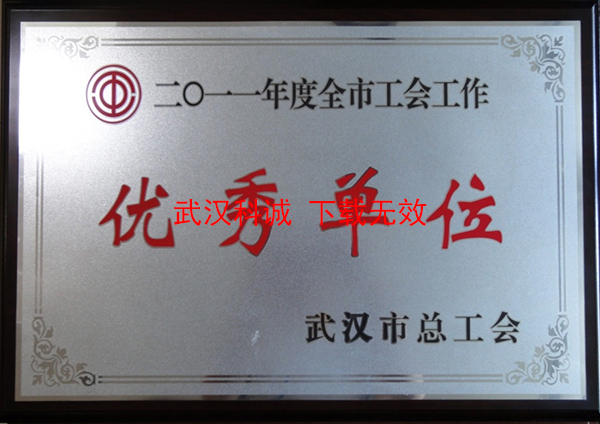 二〇一一年度全市工会工作
优秀单位
武汉科诚 下载无效
武汉市总工会